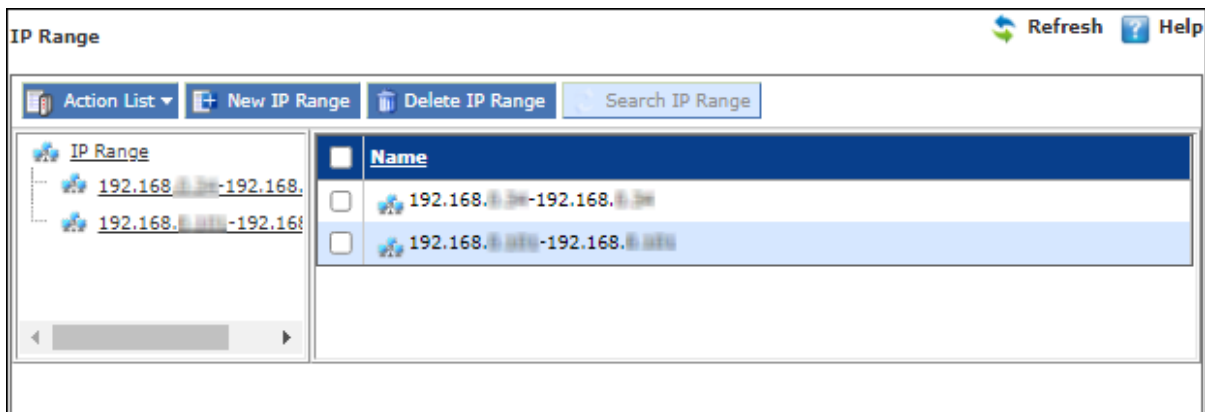 IP Range
Refresh Help
Action List New IP Range Delete IP Range Search IP Range
IP Range
192.168. -192.168.
192.168. -192.168
Name
192.168. -192.168.
192.168. -192.168.